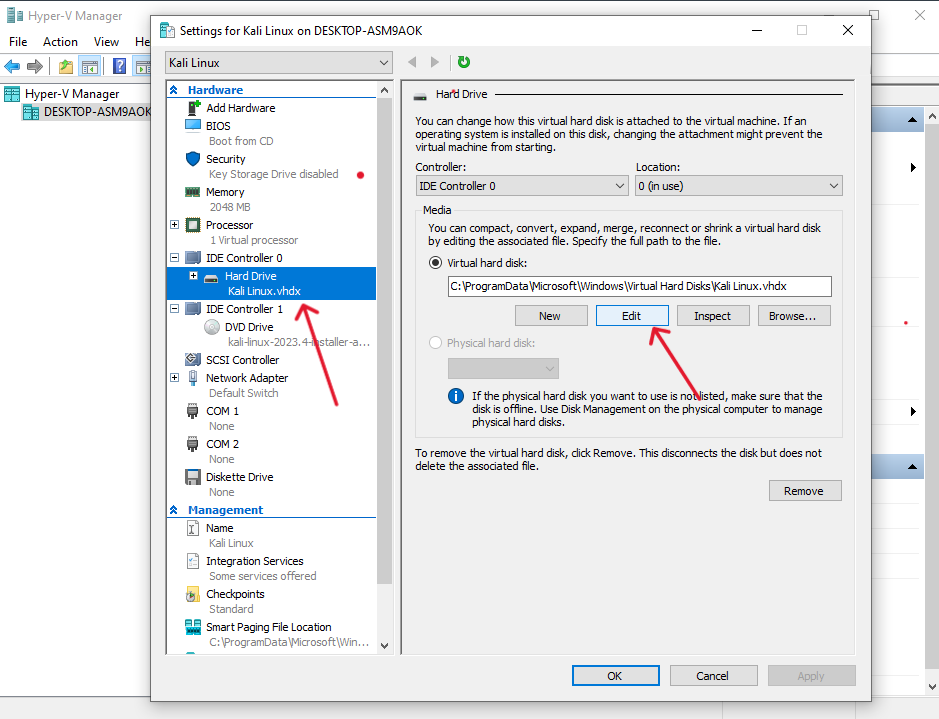 Hyper-V Manager
File Action View He
Hyper-V Manager
DESKTOP-ASM9AOK
Settings for Kali Linux on DESKTOP-ASM9AOK
Kali Linux
Hardware
Add Hardware
BIOS
Boot from CD
Security
Key Storage Drive disabled
Memory
2048 MB
Processor
1 Virtual processor
IDE Controller 0
Hard Drive
Kali Linux.vhdx
IDE Controller 1
DVD Drive
kali-linux-2023.4-installer-a...
SCSI Controller
Network Adapter
Default Switch
COM 1
None
COM 2
None
Diskette Drive
None
Management
Name
Kali Linux
Integration Services
Some services offered
Checkpoints
Standard
Smart Paging File Location
C:\ProgramData\Microsoft\Win...
Hard Drive
You can change how this virtual hard disk is attached to the virtual machine. If an
operating system is installed on this disk, changing the attachment might prevent the
virtual machine from starting.
Controller: Location:
IDE Controller 0 0 (in use)
Media
You can compact, convert, expand, merge, reconnect or shrink a virtual hard disk
by editing the associated file. Specify the full path to the file.
Virtual hard disk:
C:\ProgramData\Microsoft\Windows\Virtual Hard Disks\Kali Linux.vhdx
New Edit Inspect Browse...
Physical hard disk:
If the physical hard disk you want to use is not listed, make sure that the
disk is offline. Use Disk Management on the physical computer to manage
physical hard disks.
To remove the virtual hard disk, click Remove. This disconnects the disk but does not
delete the associated file.
Remove
OK Cancel Apply